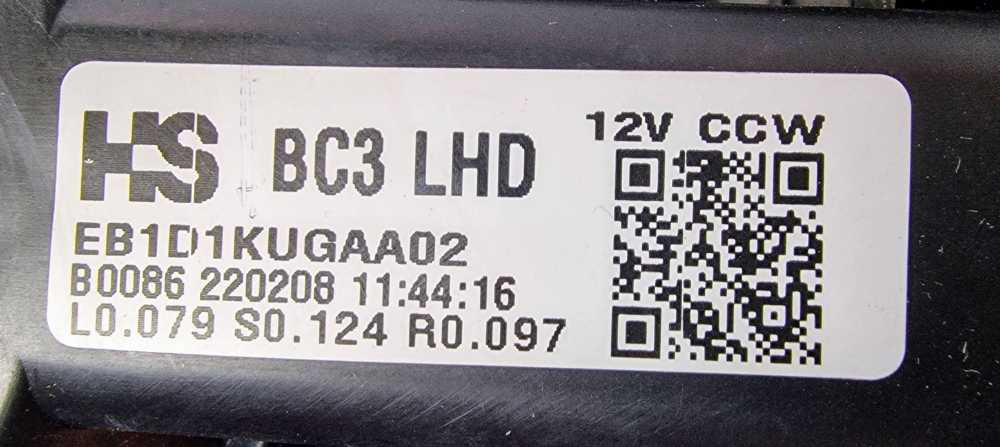 HS BC3 LHD
12V CCW
EB1D1KUGAA02
B0086 220208 11:44:16
L0.079 S0.124 R0.097